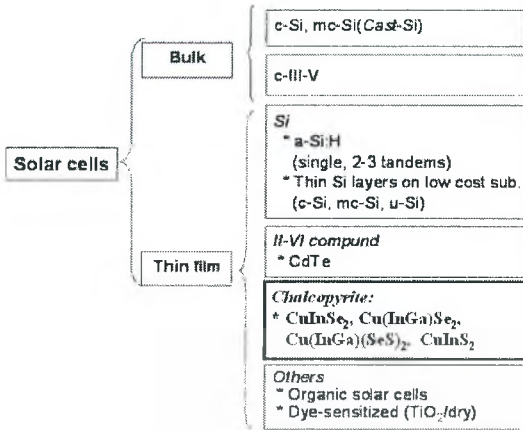 Solar cells
Bulk
c-Si, mc-Si(Cast-Si)
c-III-V
Thin film
Si
* a-Si:H
(single, 2-3 tandems)
* Thin Si layers on low cost sub.
(c-Si, mc-Si, u-Si)
II-VI compund
* CdTe
Chalcopyrite:
* CuInSe₂, Cu(InGa)Se₂,
Cu(InGa)(SeS)₂, CuInS₂
Others
* Organic solar cells
* Dye-sensitized (TiO₂/dry)